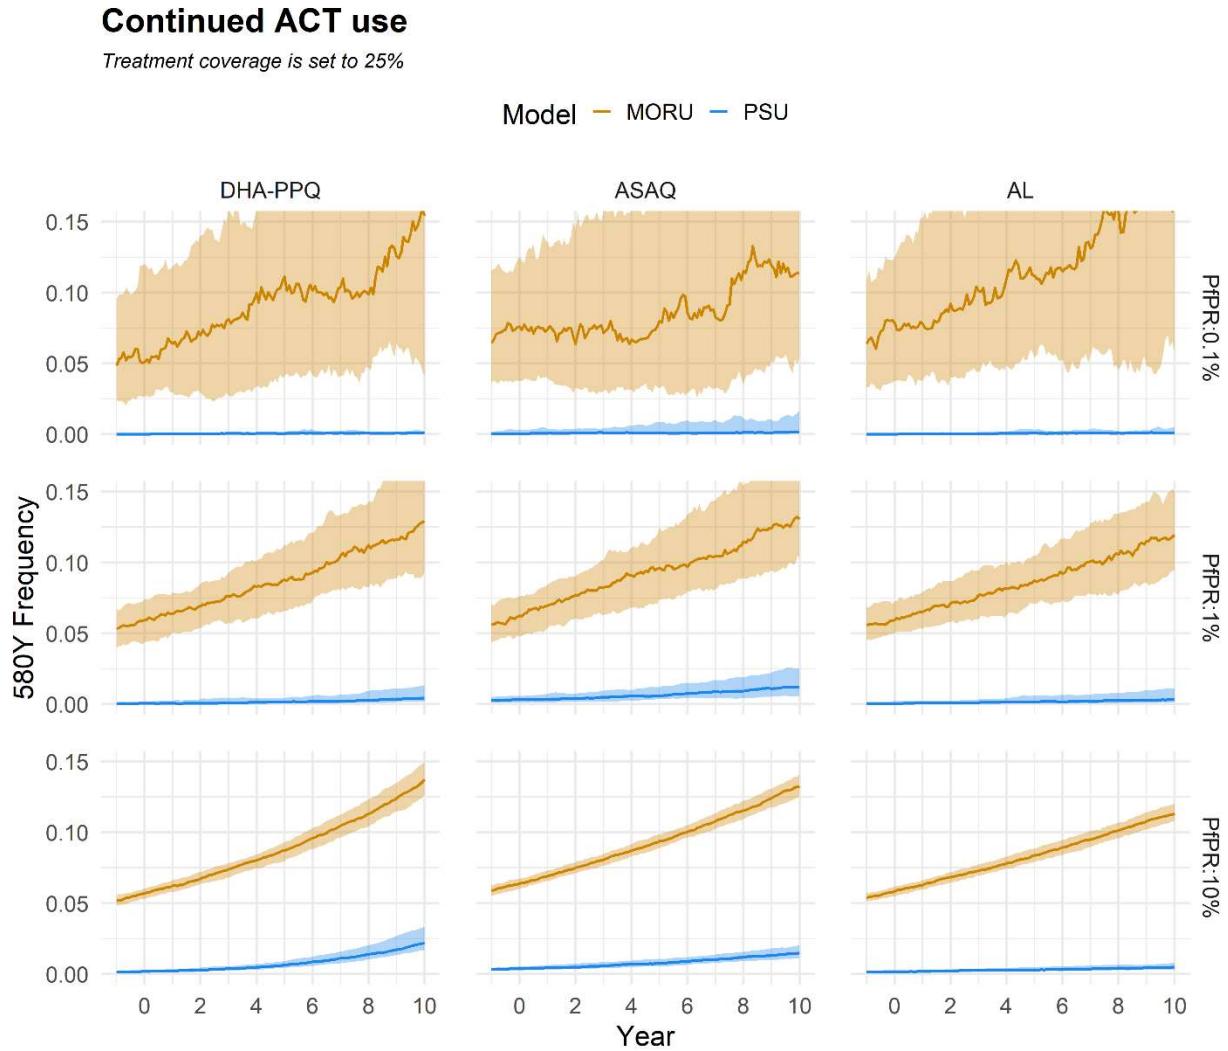 Continued ACT use
Treatment coverage is set to 25%
Model MORU PSU
DHA-PPQ ASAQ AL
0.15
0.10
0.05
0.00
PfPR:0.1%
0.15
0.10
0.05
0.00
PfPR:1%
0.15
0.10
0.05
0.00
PfPR:10%
580Y Frequency
0 2 4 6 8 10 0 2 4 6 8 10 0 2 4 6 8 10
Year